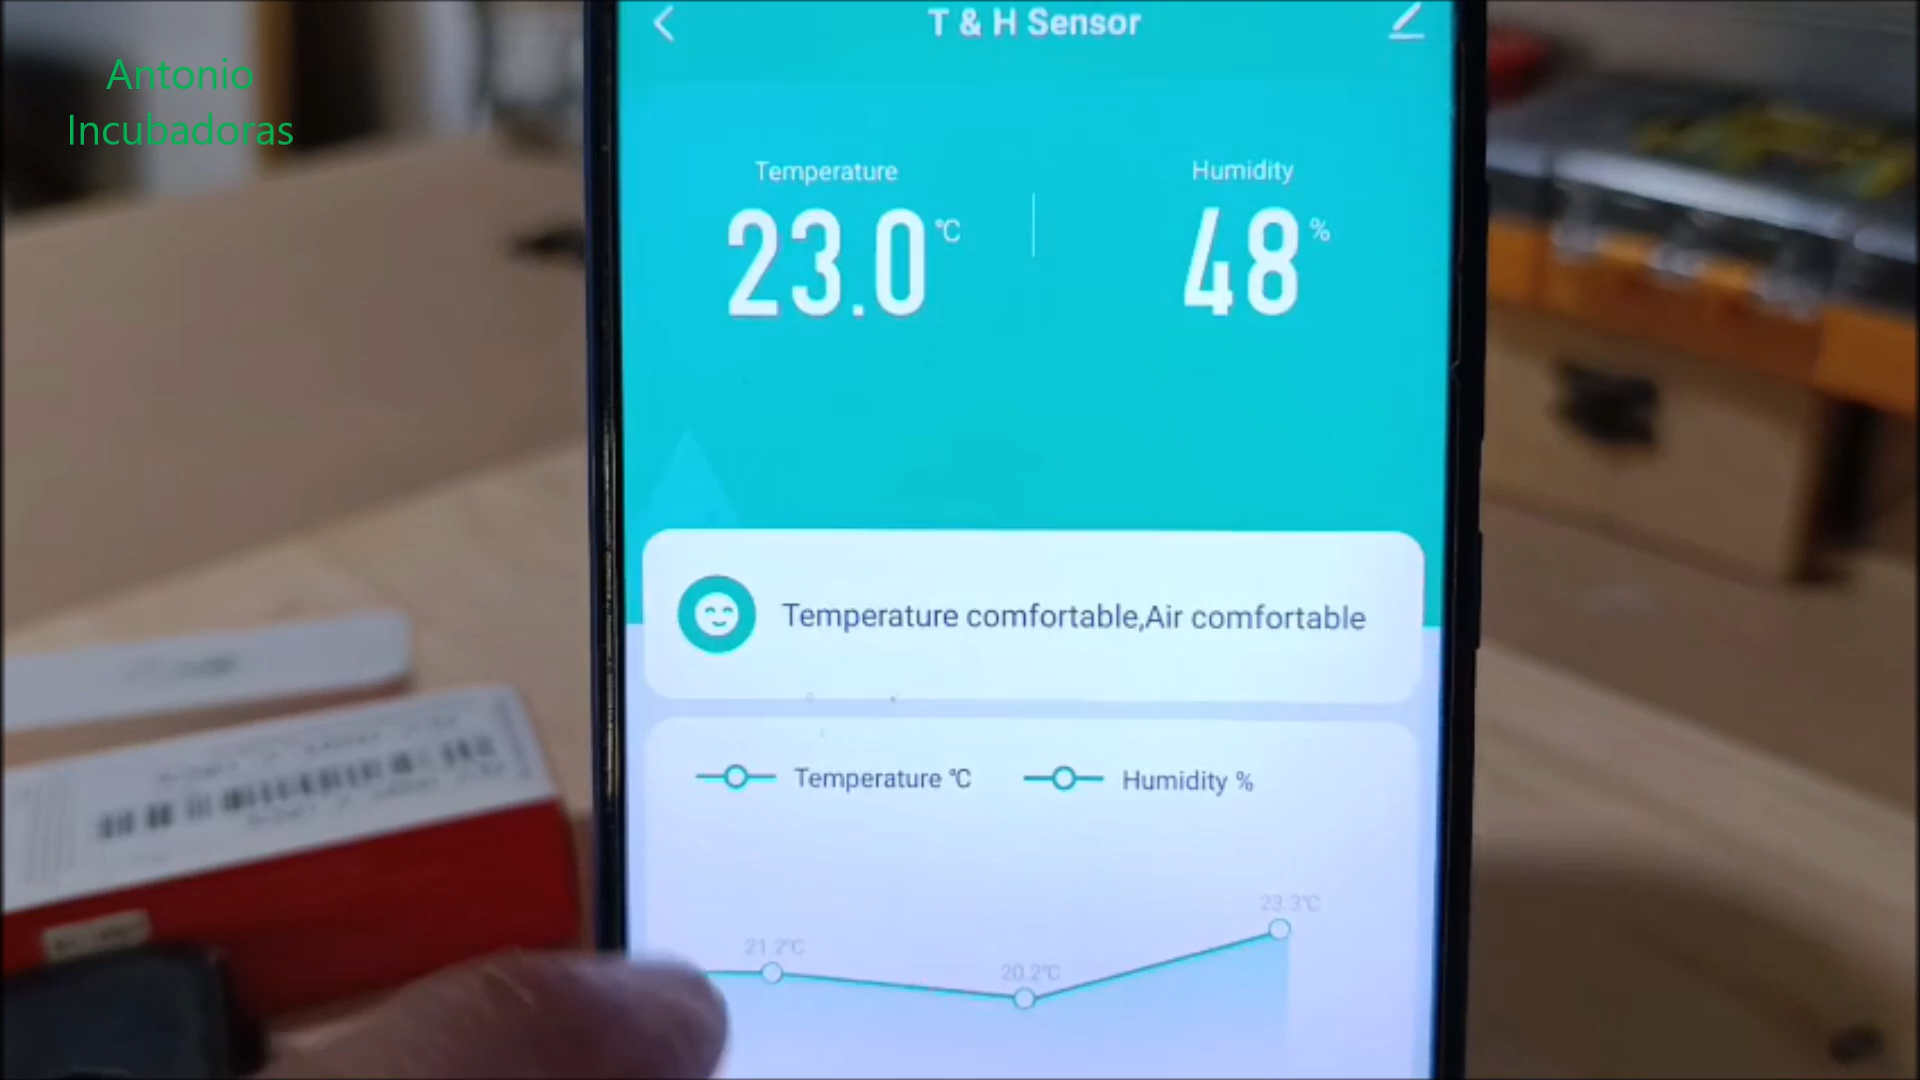 Antonio
Incubadoras
T & H Sensor
Temperature
Humidity
23.0 ℃
48 %
Temperature comfortable,Air comfortable
Temperature ℃
Humidity %
23.3℃
21.2℃
20.2℃